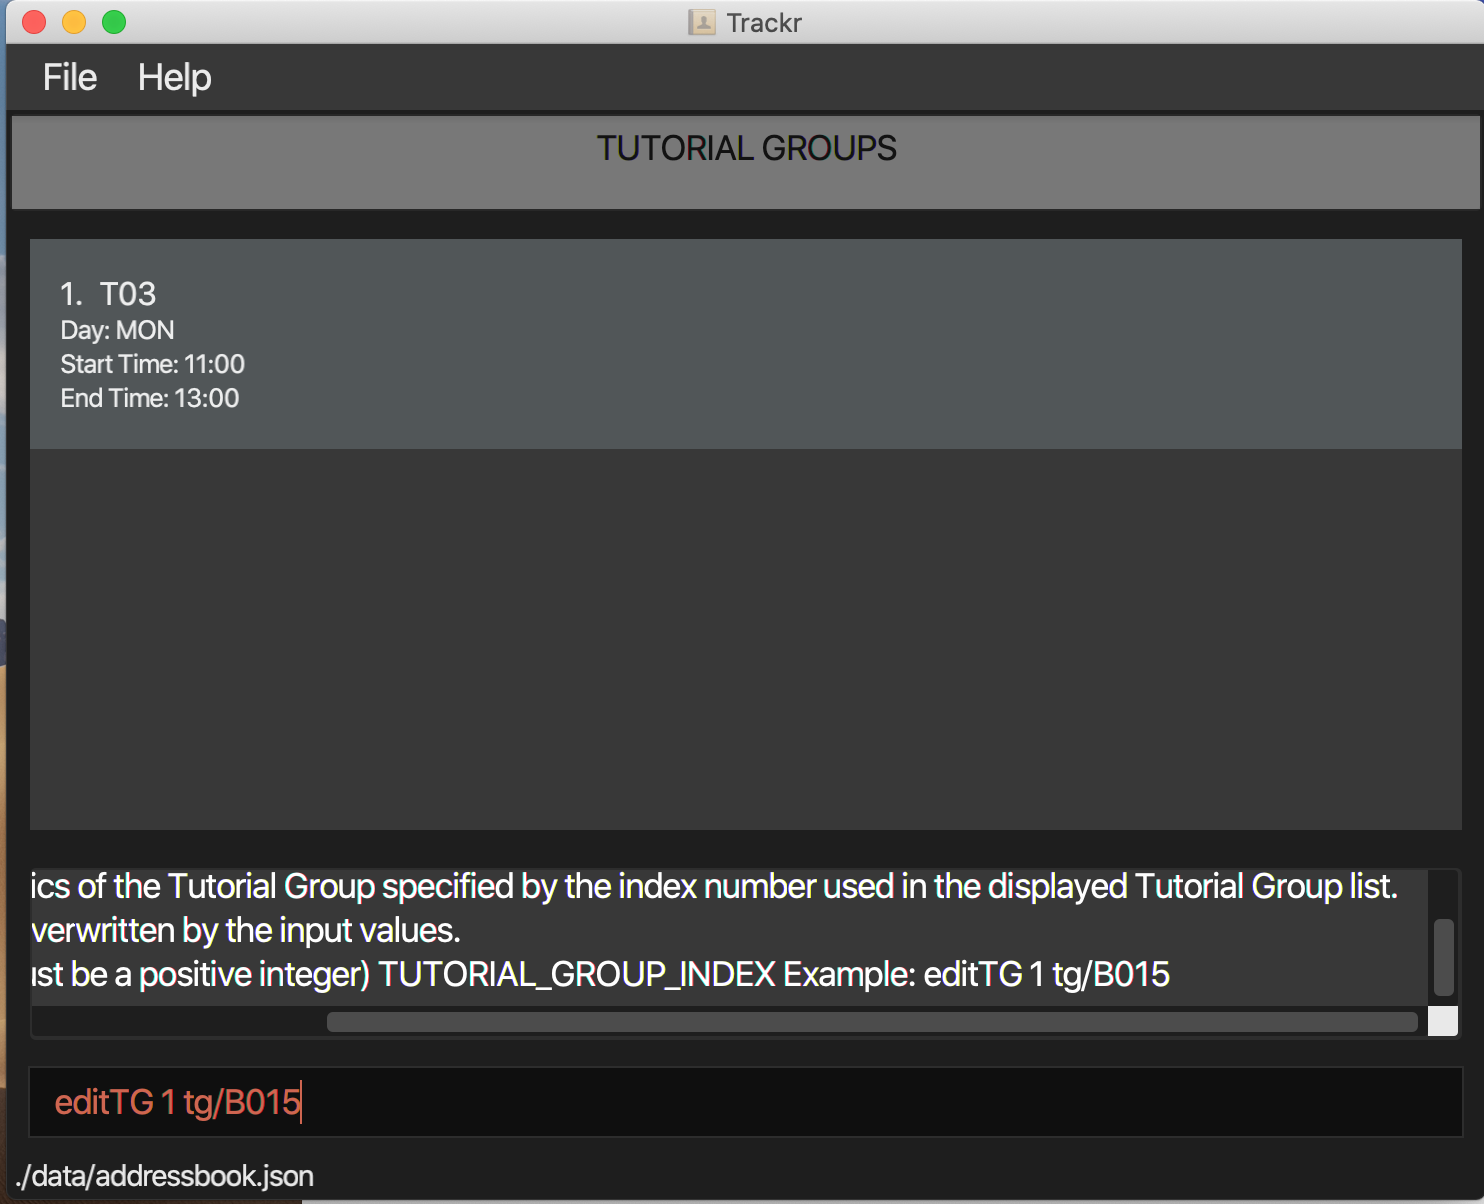 Trackr
File Help
TUTORIAL GROUPS
1. T03
Day: MON
Start Time: 11:00
End Time: 13:00
ics of the Tutorial Group specified by the index number used in the displayed Tutorial Group list.
verwritten by the input values.
ust be a positive integer) TUTORIAL_GROUP_INDEX Example: editTG 1 tg/B015
editTG 1 tg/B015
./data/addressbook.json